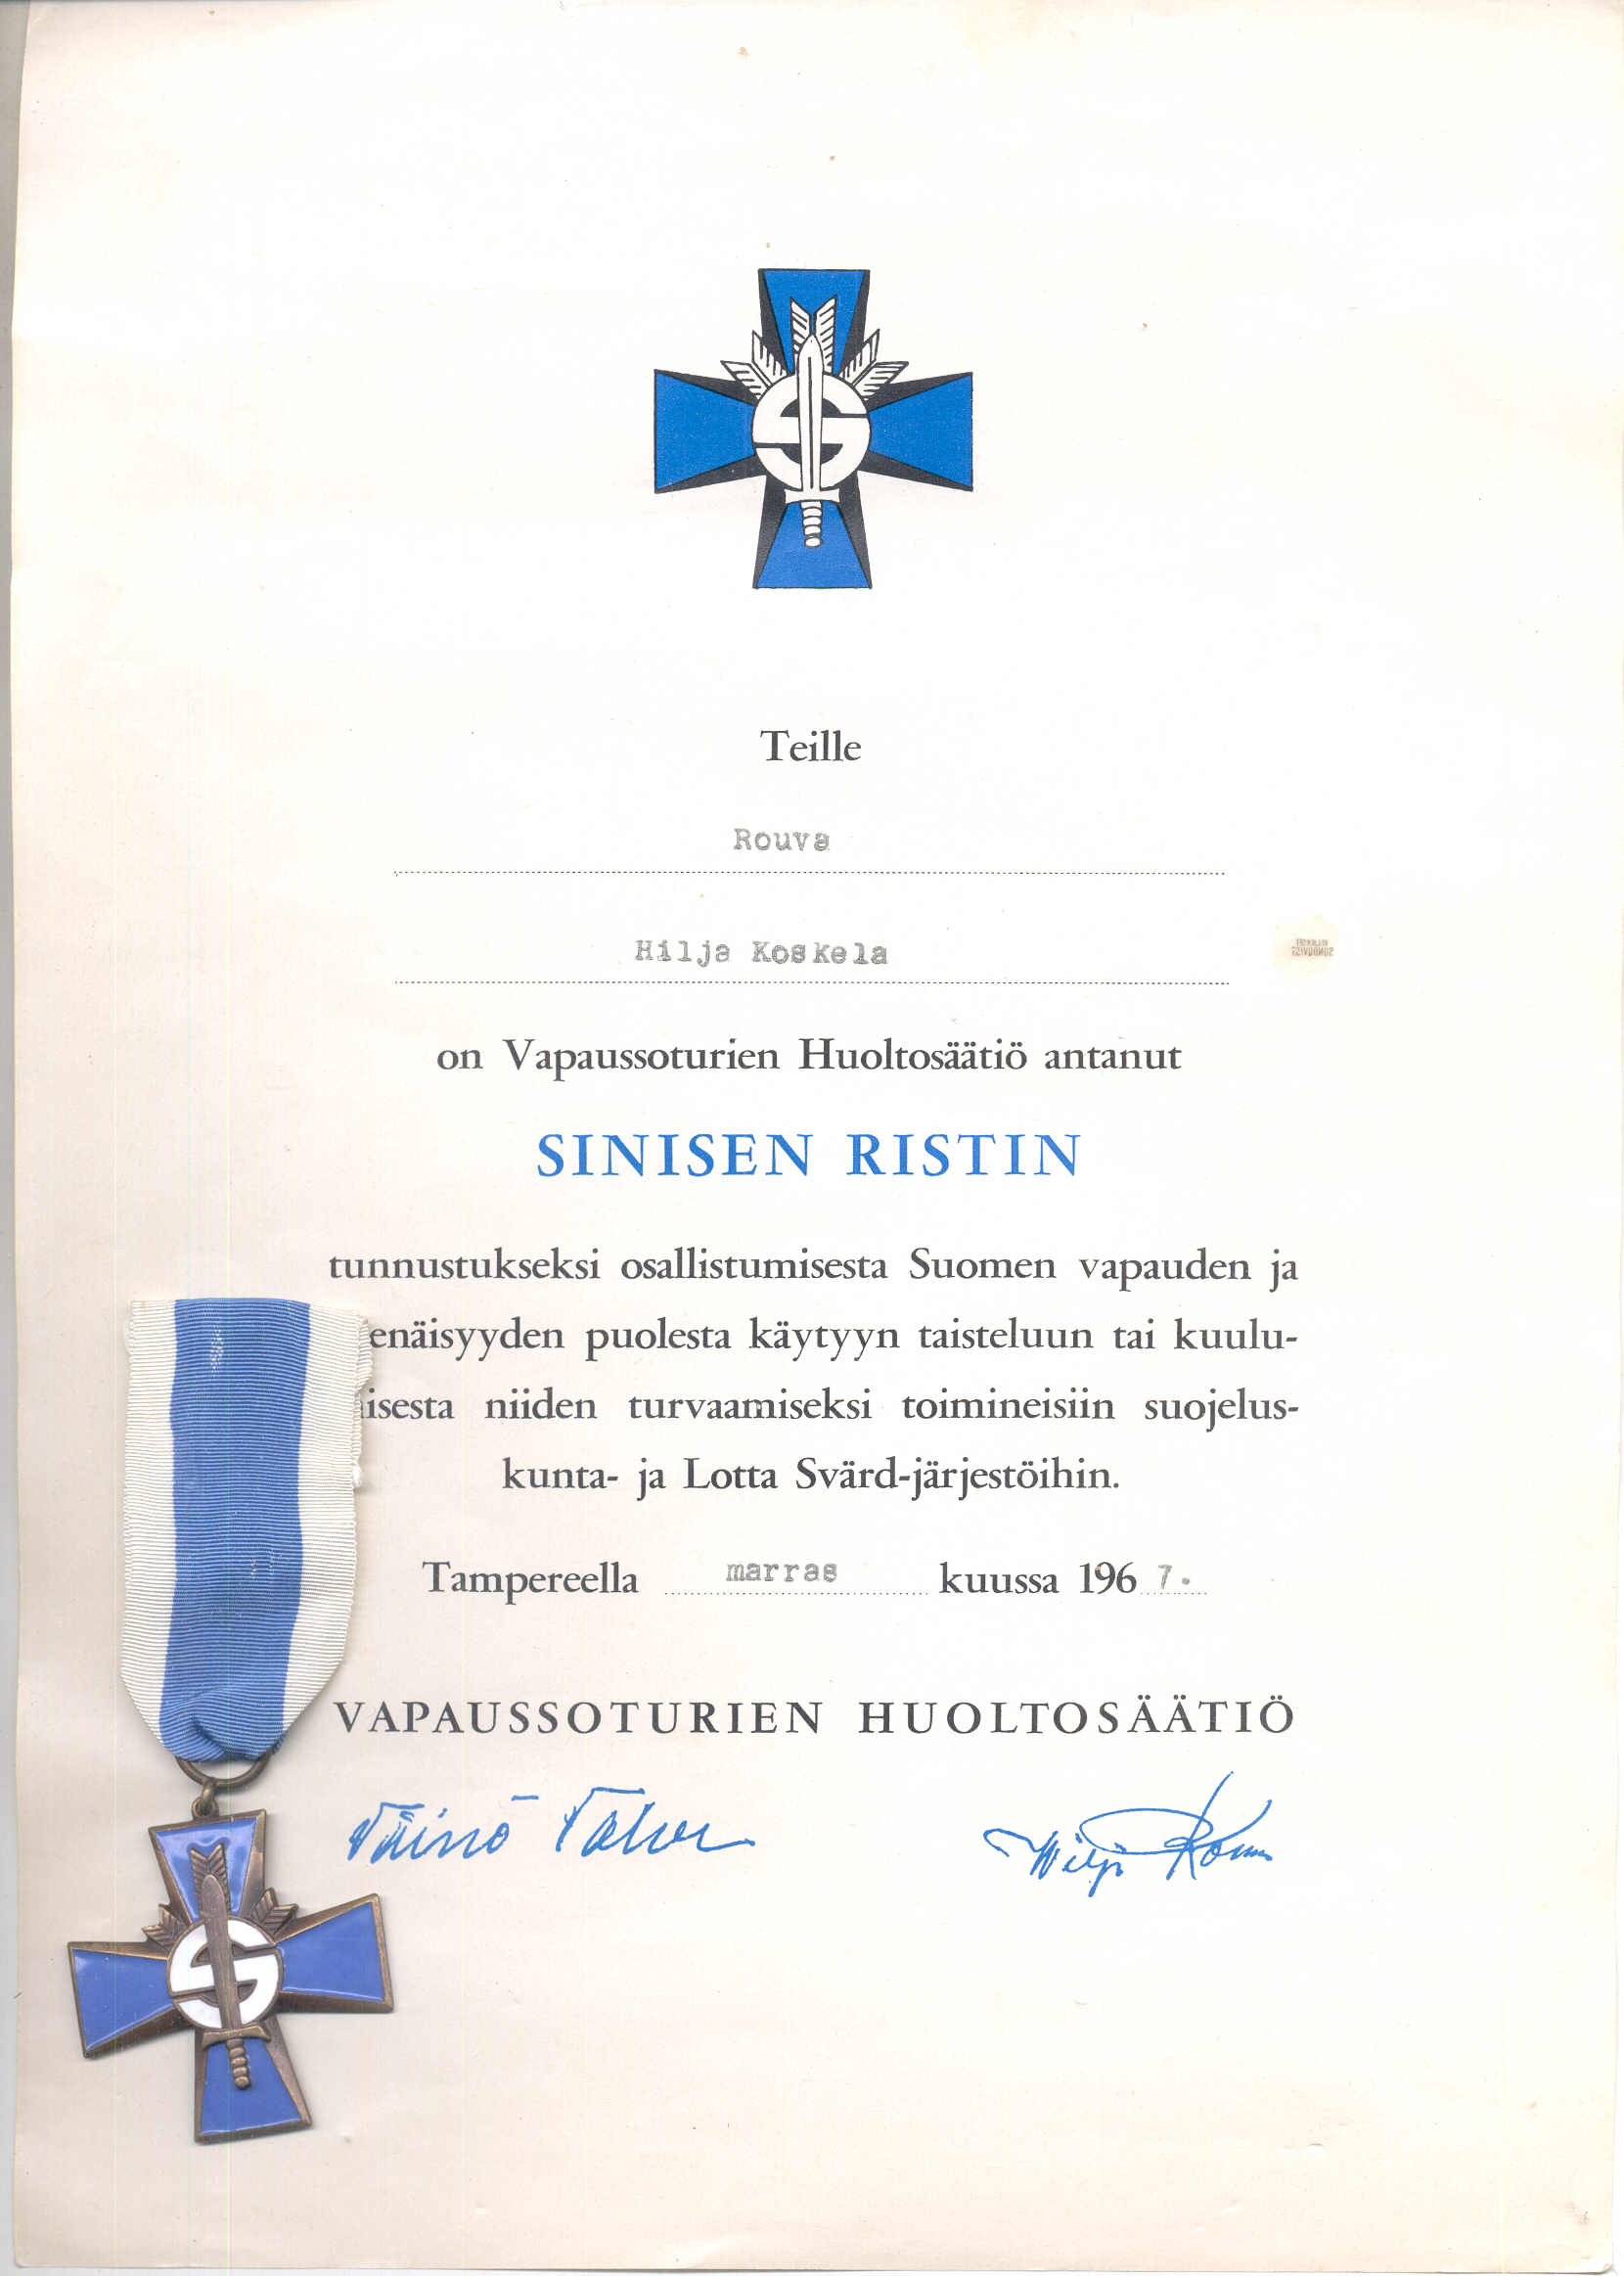 Teille
Rouva
Hilja Koskela
on Vapaussoturien Huoltosäätiö antanut
SINISEN RISTIN
tunnustukseksi osallistumisesta Suomen vapauden ja
enäisyyden puolesta käytyyn taisteluun tai kuulu-
isesta niiden turvaamiseksi toimineisiin suojelus-
kunta- ja Lotta Svärd-järjestöihin.
Tampereella marras kuussa 1967.
VAPAUSSOTURIEN HUOLTOSÄÄTIÖ
Väinö